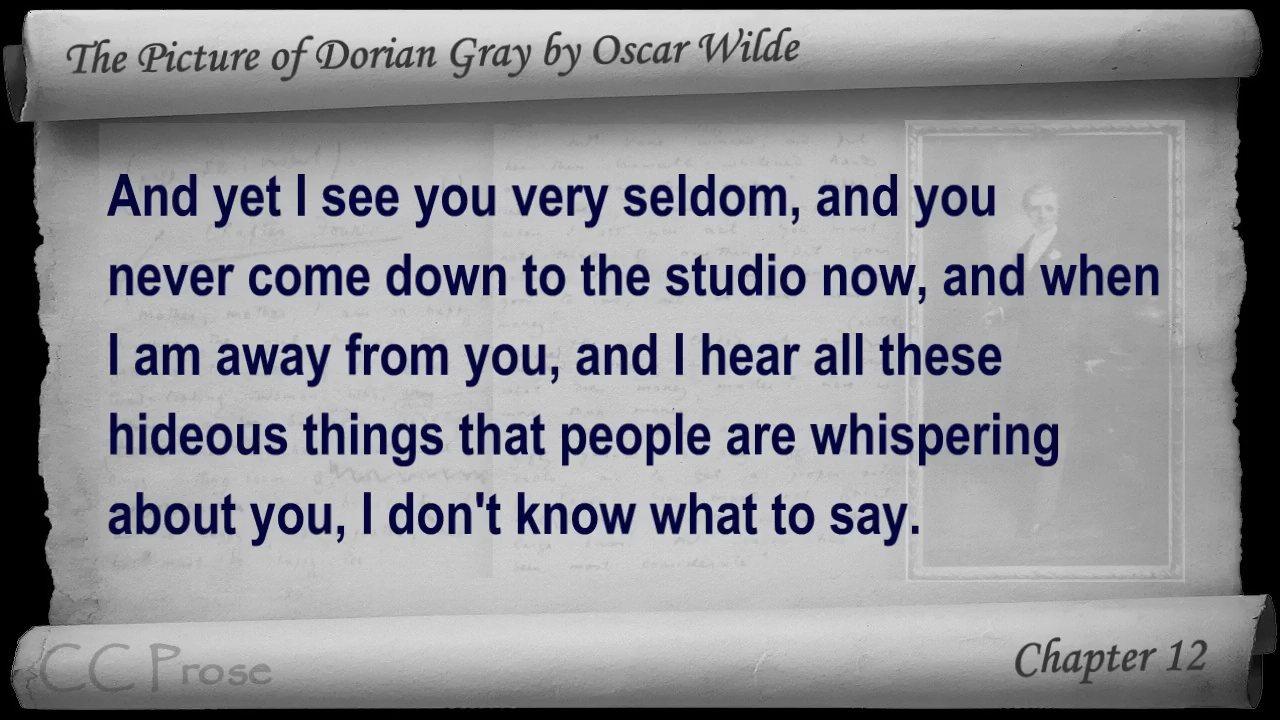 The Picture of Dorian Gray by Oscar Wilde
And yet I see you very seldom, and you
never come down to the studio now, and when
I am away from you, and I hear all these
hideous things that people are whispering
about you, I don't know what to say.
CC Prose
Chapter 12